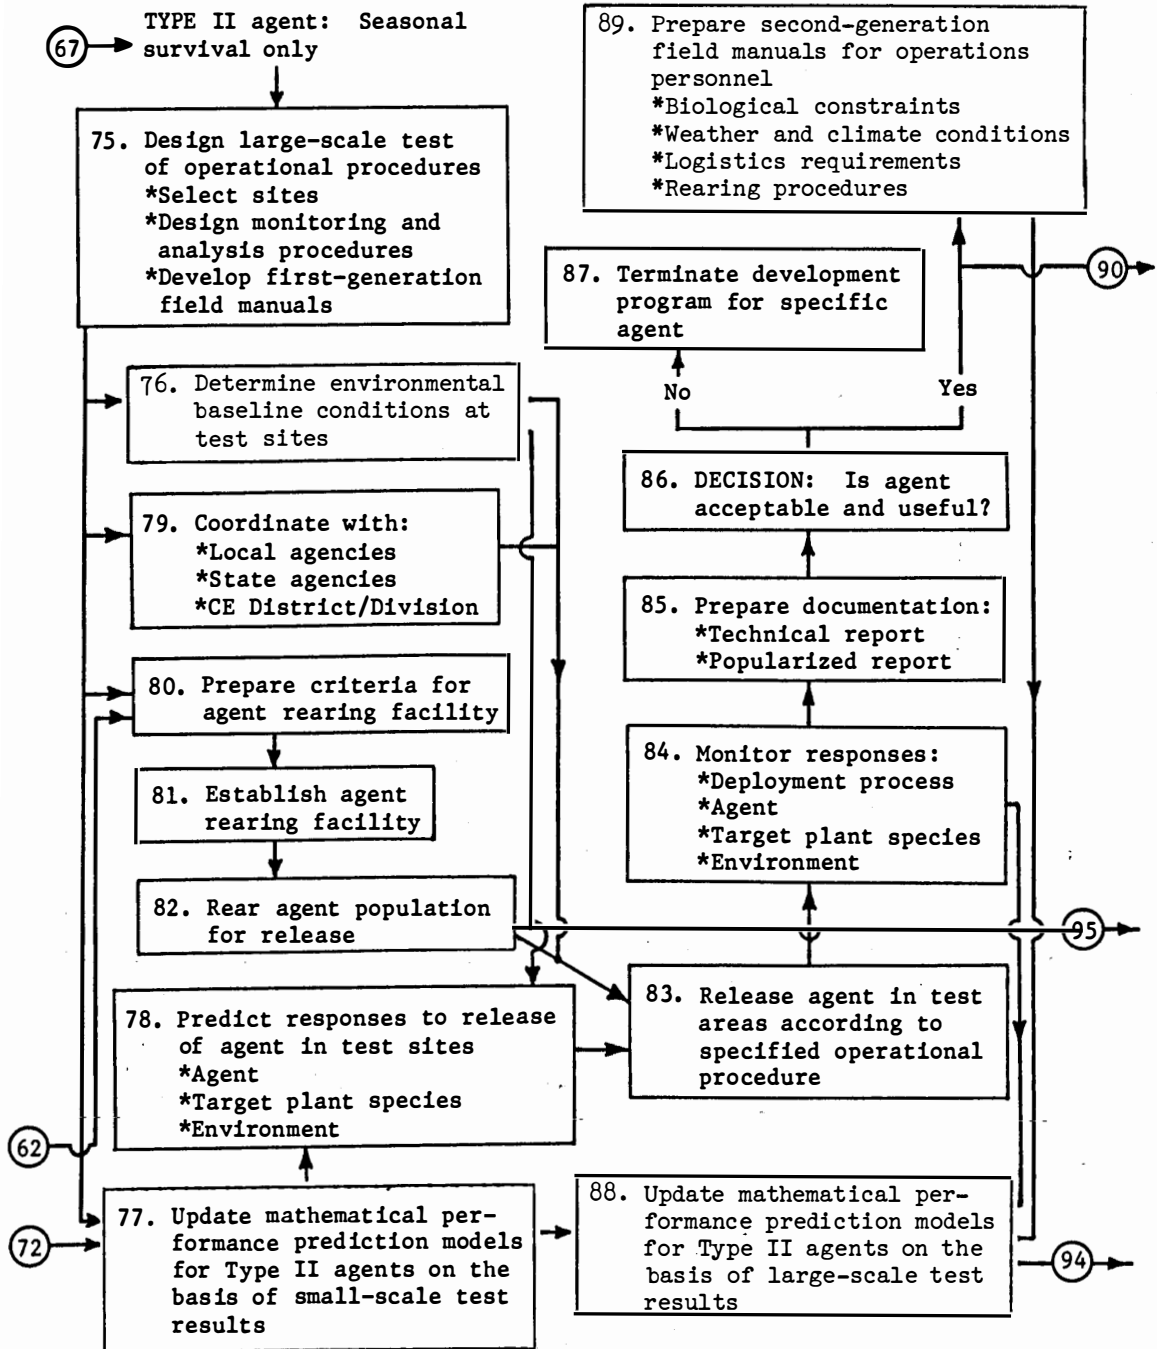 67
TYPE II agent: Seasonal
survival only
75. Design large-scale test
of operational procedures
*Select sites
*Design monitoring and
analysis procedures
*Develop first-generation
field manuals
76. Determine environmental
baseline conditions at
test sites
79. Coordinate with:
*Local agencies
*State agencies
*CE District/Division
80. Prepare criteria for
agent rearing facility
81. Establish agent
rearing facility
82. Rear agent population
for release
78. Predict responses to release
of agent in test sites
*Agent
*Target plant species
*Environment
62
72
77. Update mathematical per-
formance prediction models
for Type II agents on the
basis of small-scale test
results
89. Prepare second-generation
field manuals for operations
personnel
*Biological constraints
*Weather and climate conditions
*Logistics requirements
*Rearing procedures
90
87. Terminate development
program for specific
agent
No
Yes
86. DECISION: Is agent
acceptable and useful?
85. Prepare documentation:
*Technical report
*Popularized report
84. Monitor responses:
*Deployment process
*Agent
*Target plant species
*Environment
95
83. Release agent in test
areas according to
specified operational
procedure
88. Update mathematical per-
formance prediction models
for Type II agents on the
basis of large-scale test
results
94